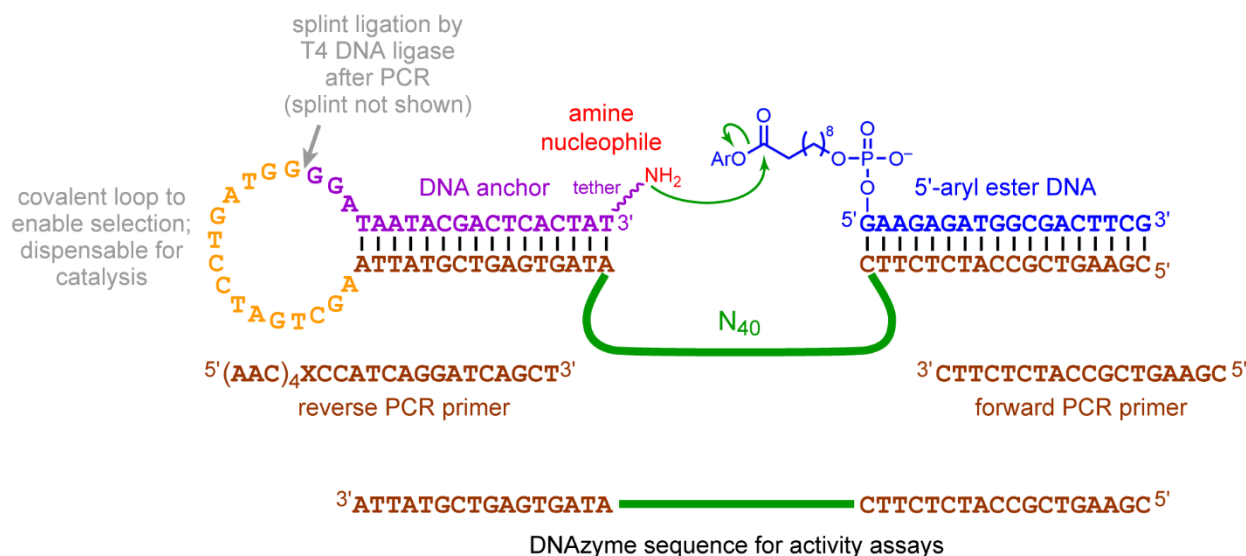 splint ligation by
T4 DNA ligase
after PCR
(splint not shown)
amine
nucleophile
NH2
tether
DNA anchor
ArO
O
8
O
P
O
O−
O
5'-aryl ester DNA
covalent loop to
enable selection;
dispensable for
catalysis
GGTAGTCCTAGTCGA
GGA
TAATACGACTCACTAT3'
ATTATGCTGAGTGATA
5'GAAGAGATGGCGACTTCG3'
CTTCTCTACCGCTGAAGC5'
N40
5'(AAC)4XCCATCAGGATCAGCT3'
reverse PCR primer
3'CTTCTCTACCGCTGAAGC5'
forward PCR primer
3'ATTATGCTGAGTGATA CTTCTCTACCGCTGAAGC5'
DNAzyme sequence for activity assays